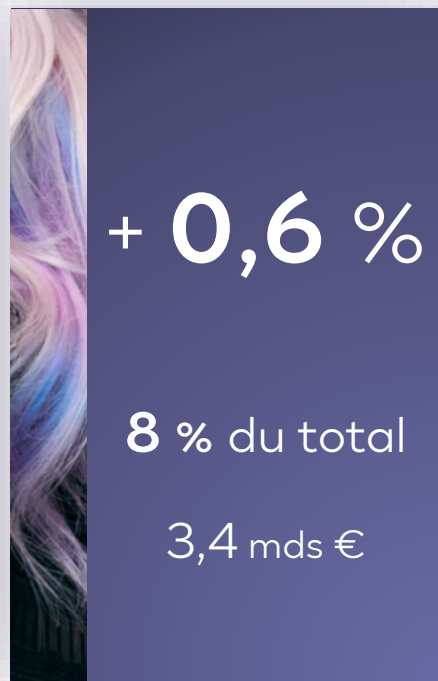 + 0,6 %
8 % du total
3,4 mds €